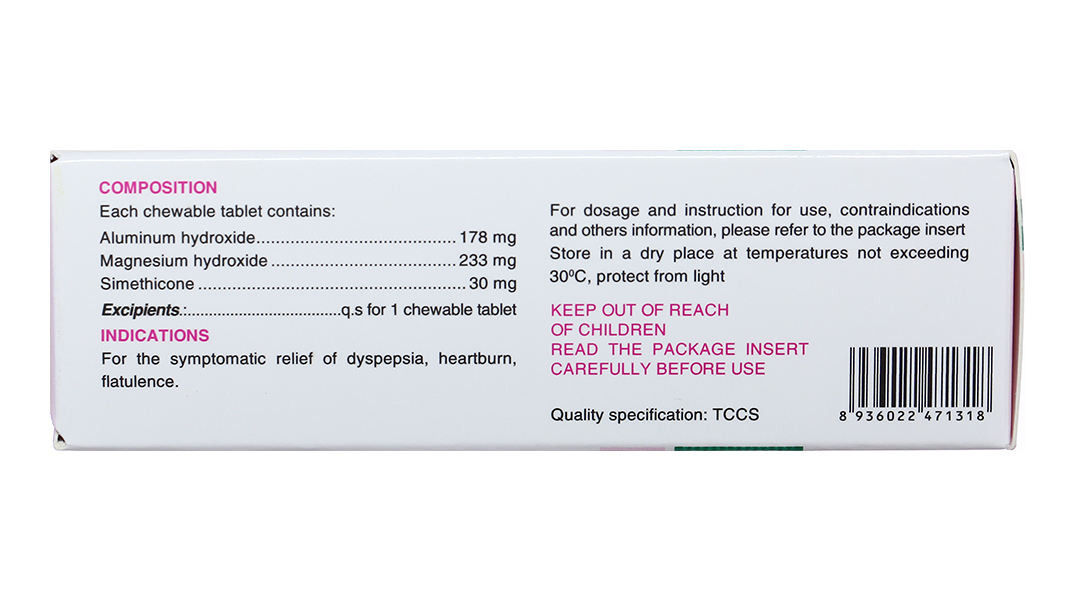 COMPOSITION
Each chewable tablet contains:
Aluminum hydroxide........................................ 178 mg
Magnesium hydroxide ..................................... 233 mg
Simethicone ...................................................... 30 mg
Excipients.:...............................q.s for 1 chewable tablet
INDICATIONS
For the symptomatic relief of dyspepsia, heartburn,
flatulence.
For dosage and instruction for use, contraindications
and others information, please refer to the package insert
Store in a dry place at temperatures not exceeding
30⁰C, protect from light
KEEP OUT OF REACH
OF CHILDREN
READ THE PACKAGE INSERT
CAREFULLY BEFORE USE
Quality specification: TCCS
8 936022 471318